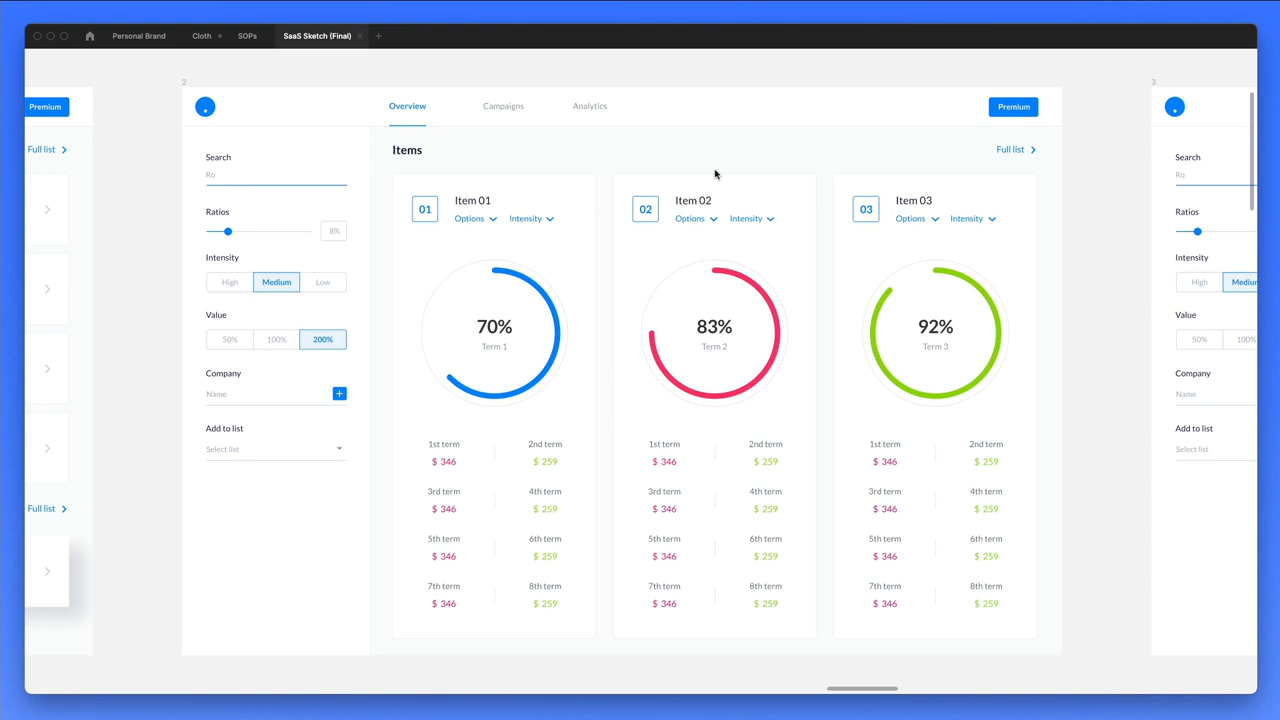 Personal Brand
Cloth
SOPs
SaaS Sketch (Final)
Premium
Full list
Full list
2
Overview
Campaigns
Analytics
Premium
Search
Ro
Ratios
8%
Intensity
High
Medium
Low
Value
50%
100%
200%
Company
Name
Add to list
Select list
Items
Full list
01
Item 01
Options
Intensity
70%
Term 1
1st term
2nd term
$ 346
$ 259
3rd term
4th term
$ 346
$ 259
5th term
6th term
$ 346
$ 259
7th term
8th term
$ 346
$ 259
02
Item 02
Options
Intensity
83%
Term 2
1st term
2nd term
$ 346
$ 259
3rd term
4th term
$ 346
$ 259
5th term
6th term
$ 346
$ 259
7th term
8th term
$ 346
$ 259
03
Item 03
Options
Intensity
92%
Term 3
1st term
2nd term
$ 346
$ 259
3rd term
4th term
$ 346
$ 259
5th term
6th term
$ 346
$ 259
7th term
8th term
$ 346
$ 259
3
Search
Ro
Ratios
Intensity
High
Mediun
Value
50%
100%
Company
Name
Add to list
Select list